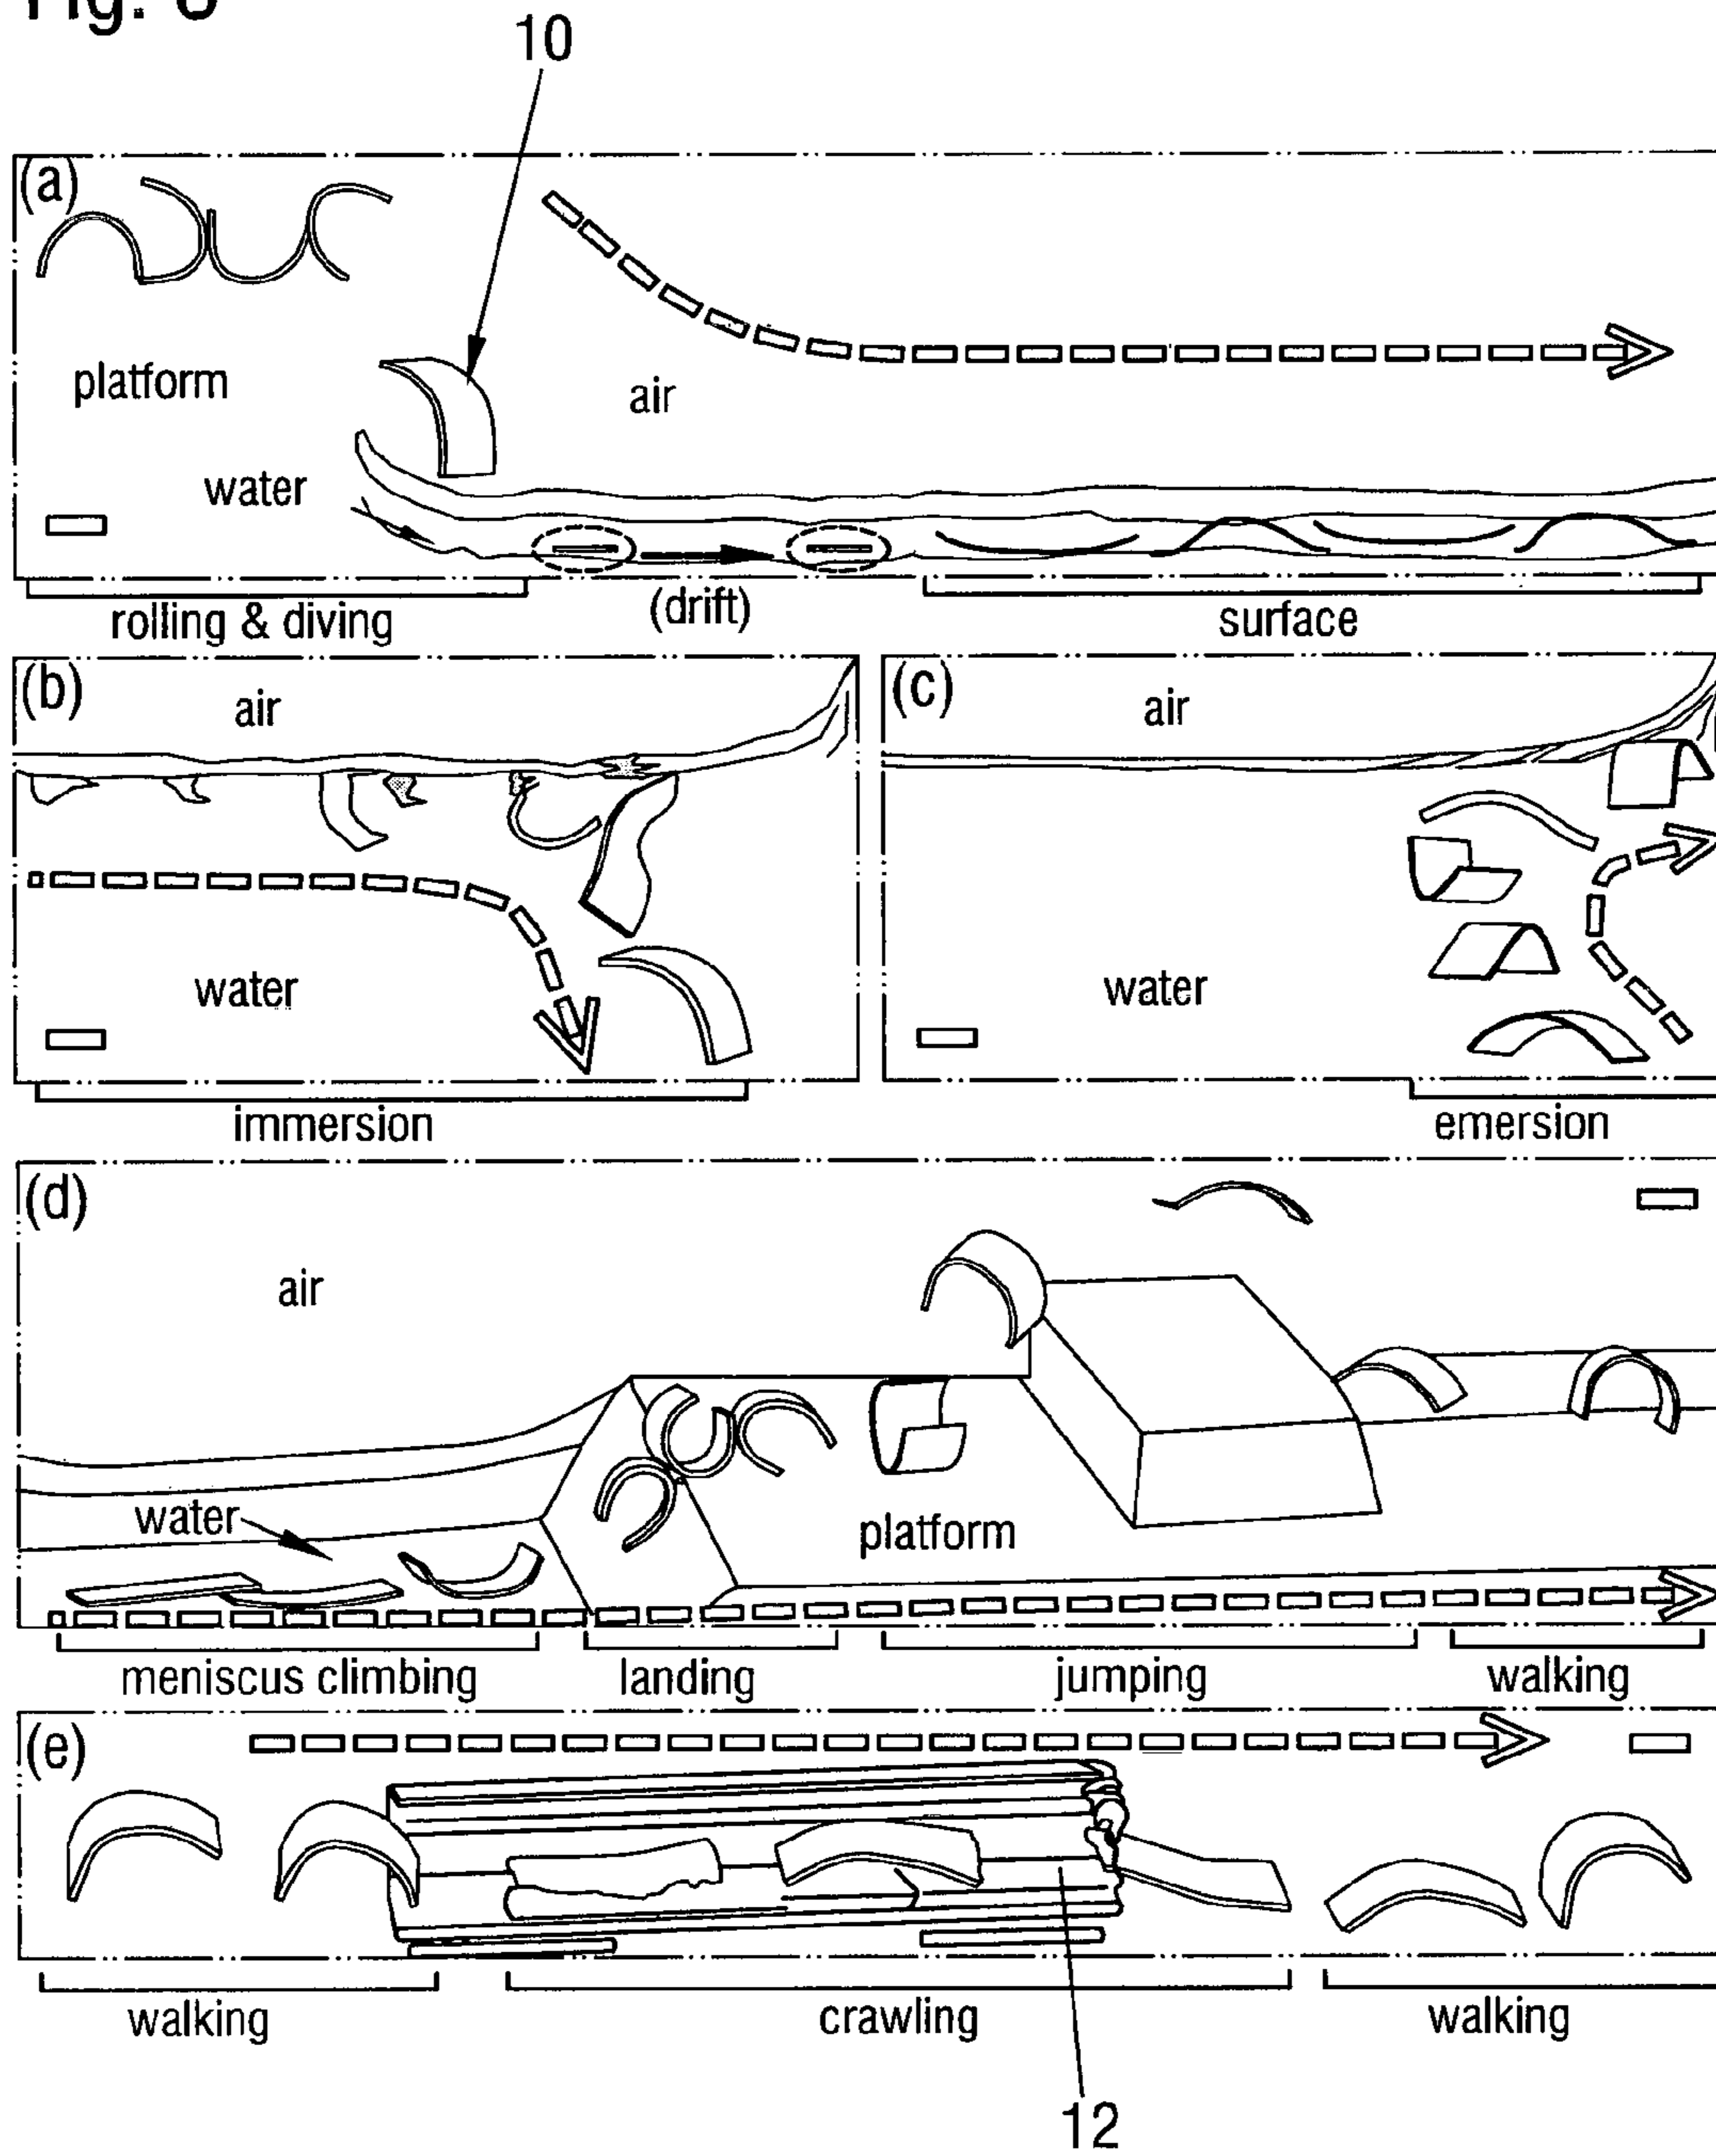 10
(a)
platform
air
water
rolling & diving
(drift)
surface
(b)
air
water
immersion
(c)
air
water
emersion
(d)
air
water
platform
meniscus climbing
landing
jumping
walking
(e)
walking
crawling
walking
12